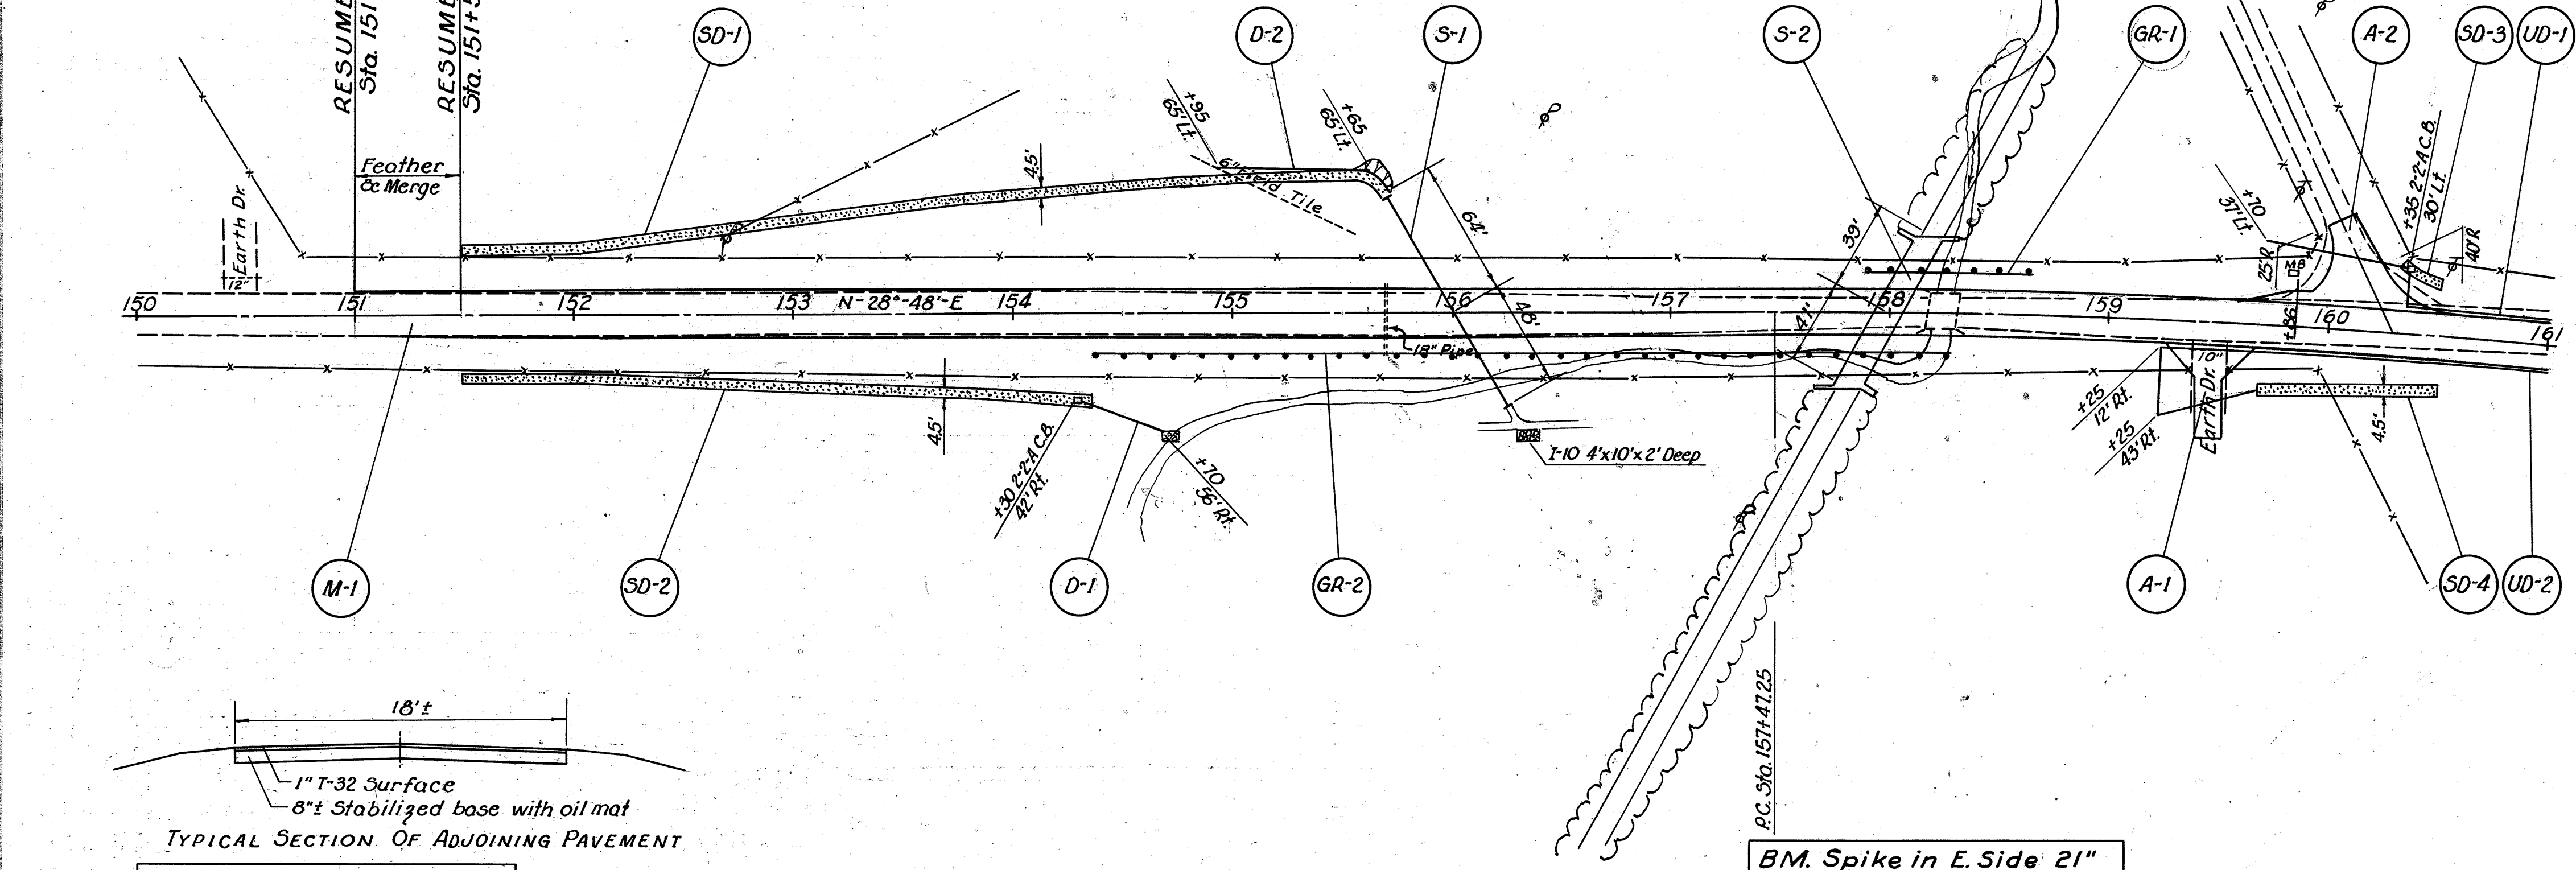 RESUME
Sta. 151
RESUME
Sta. 151+5
SD-1
D-2
S-1
S-2
GR-1
A-2
SD-3
UD-1
Feather
& Merge
Earth Dr.
12"
4.5'
+95
65' Lt.
6" Field Tile
+65
65' Lt.
64'
48'
39'
41'
+70
37' Lt.
25'R
MB
+86
+35 2-2-A C.B.
30' Lt.
40'R
150
151
152
153
N-28°-48'-E
154
155
156
157
158
159
160
161
18" Pipe
4.5'
+30 2-2-A C.B.
42' Rt.
+70
56' Rt.
I-10 4'x10'x2' Deep
+25
12' Rt.
+25
43' Rt.
10"
Earth Dr.
4.5'
M-1
SD-2
D-1
GR-2
A-1
SD-4
UD-2
P.C. Sta. 157+47.25
18'±
1" T-32 Surface
8"± Stabilized base with oil mat
TYPICAL SECTION OF ADJOINING PAVEMENT
BM. Spike in E. Side 21"